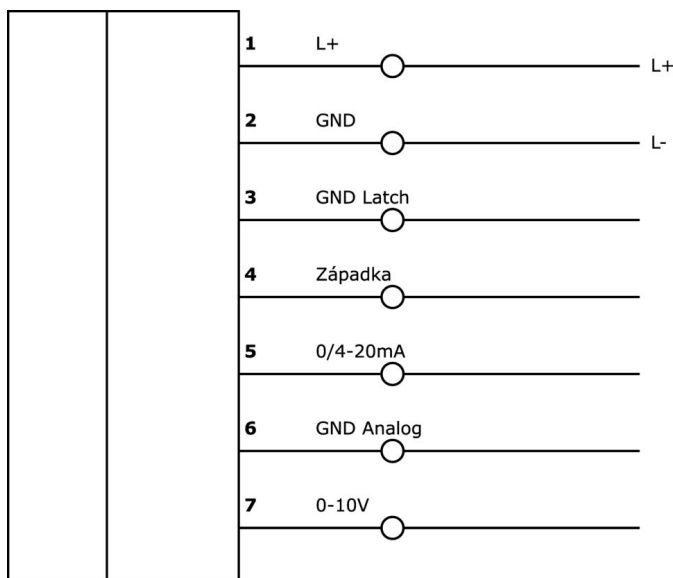 1 L+
L+
2 GND
L-
3 GND Latch
4 Západka
5 0/4-20mA
6 GND Analog
7 0-10V